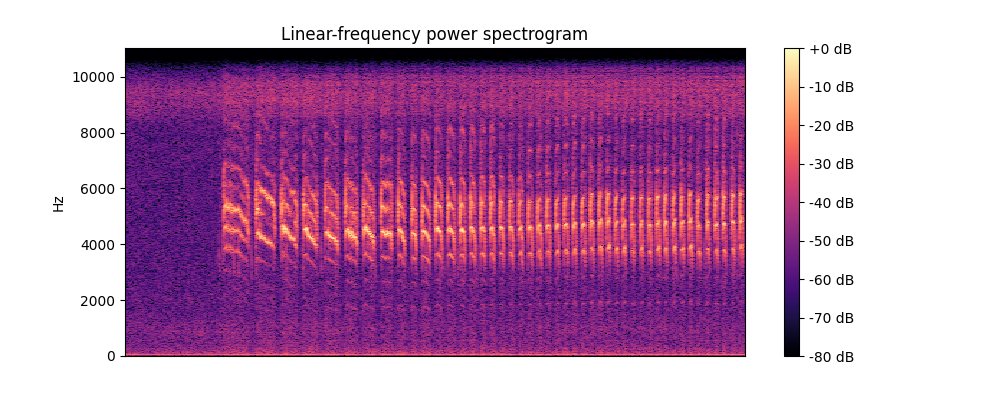 Linear-frequency power spectrogram
Hz
10000
8000
6000
4000
2000
0
+0 dB
-10 dB
-20 dB
-30 dB
-40 dB
-50 dB
-60 dB
-70 dB
-80 dB